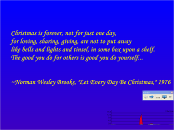 Christmas is forever, not for just one day,
for loving, sharing, giving, are not to put away
like bells and lights and tinsel, in some box upon a shelf.
The good you do for others is good you do yourself...
~Norman Wesley Brooks, "Let Every Day Be Christmas," 1976